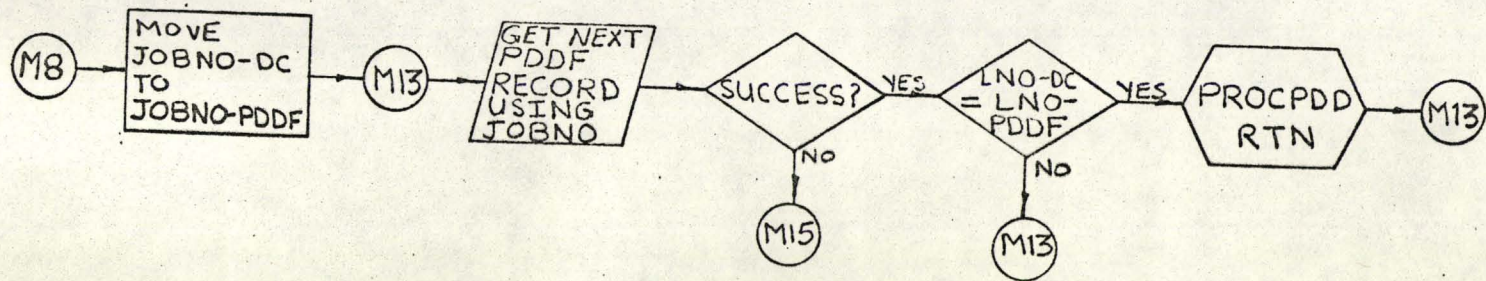 M8
MOVE
JOBNO-DC
TO
JOBNO-PDDF
M13
GET NEXT
PDDF
RECORD
USING
JOBNO
SUCCESS?
YES
NO
M15
LNO-DC
= LNO-
PDDF
YES
NO
M13
PROCPDD
RTN
M13